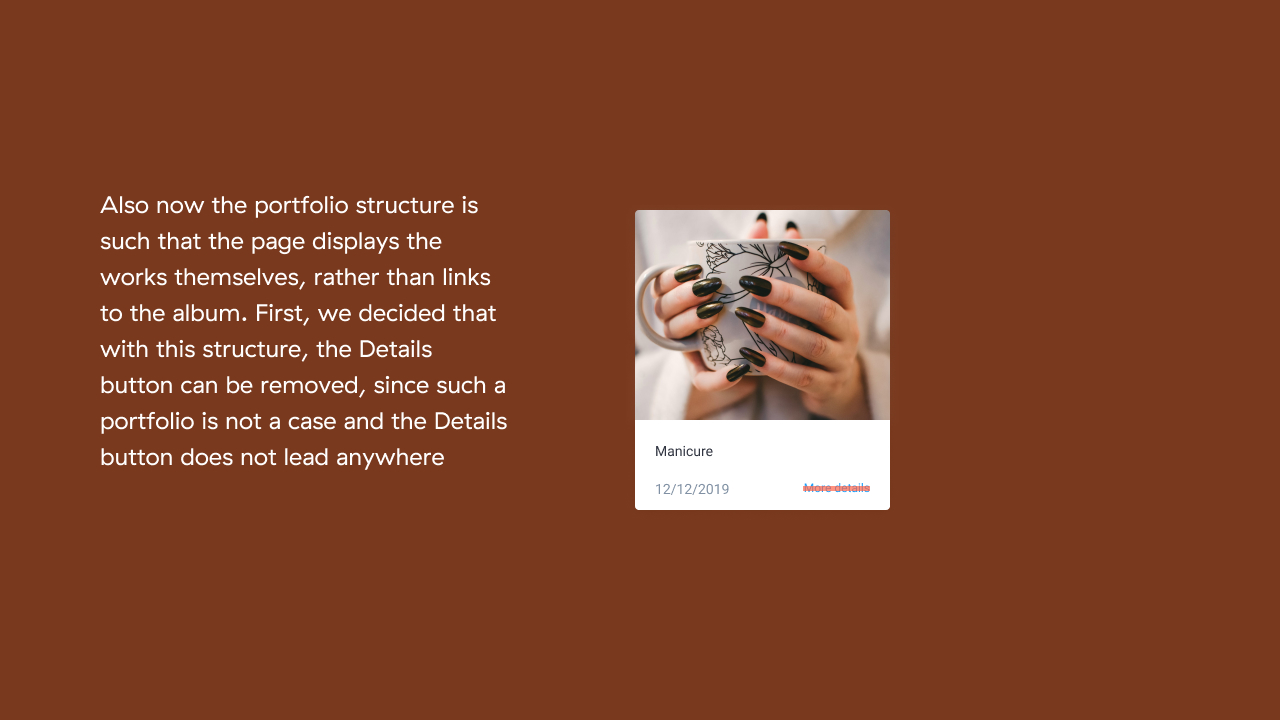 Also now the portfolio structure is
such that the page displays the
works themselves, rather than links
to the album. First, we decided that
with this structure, the Details
button can be removed, since such a
portfolio is not a case and the Details
button does not lead anywhere
Manicure
12/12/2019
More details